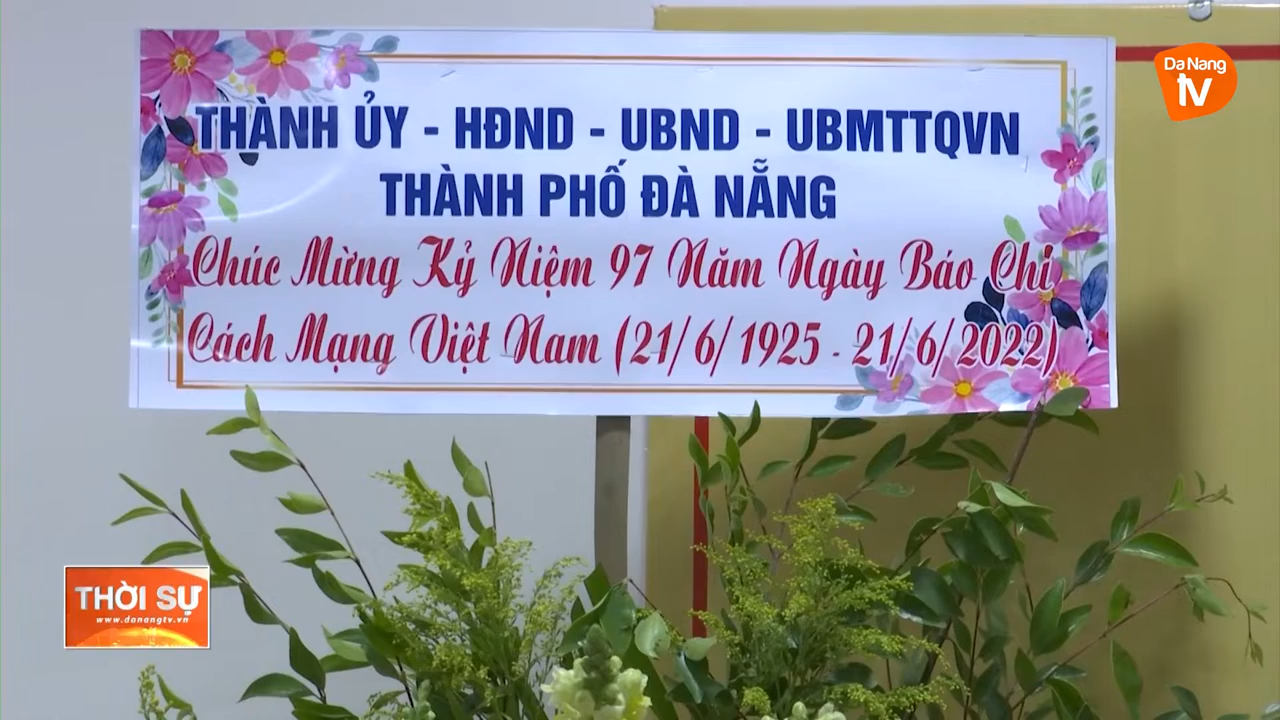 Da Nang
tv
THÀNH ỦY - HĐND - UBND - UBMTTQVN
THÀNH PHỐ ĐÀ NẴNG
Chúc Mừng Kỷ Niệm 97 Năm Ngày Báo Chí
Cách Mạng Việt Nam (21/6/1925 - 21/6/2022)
THỜI SỰ
www.danangtv.vn